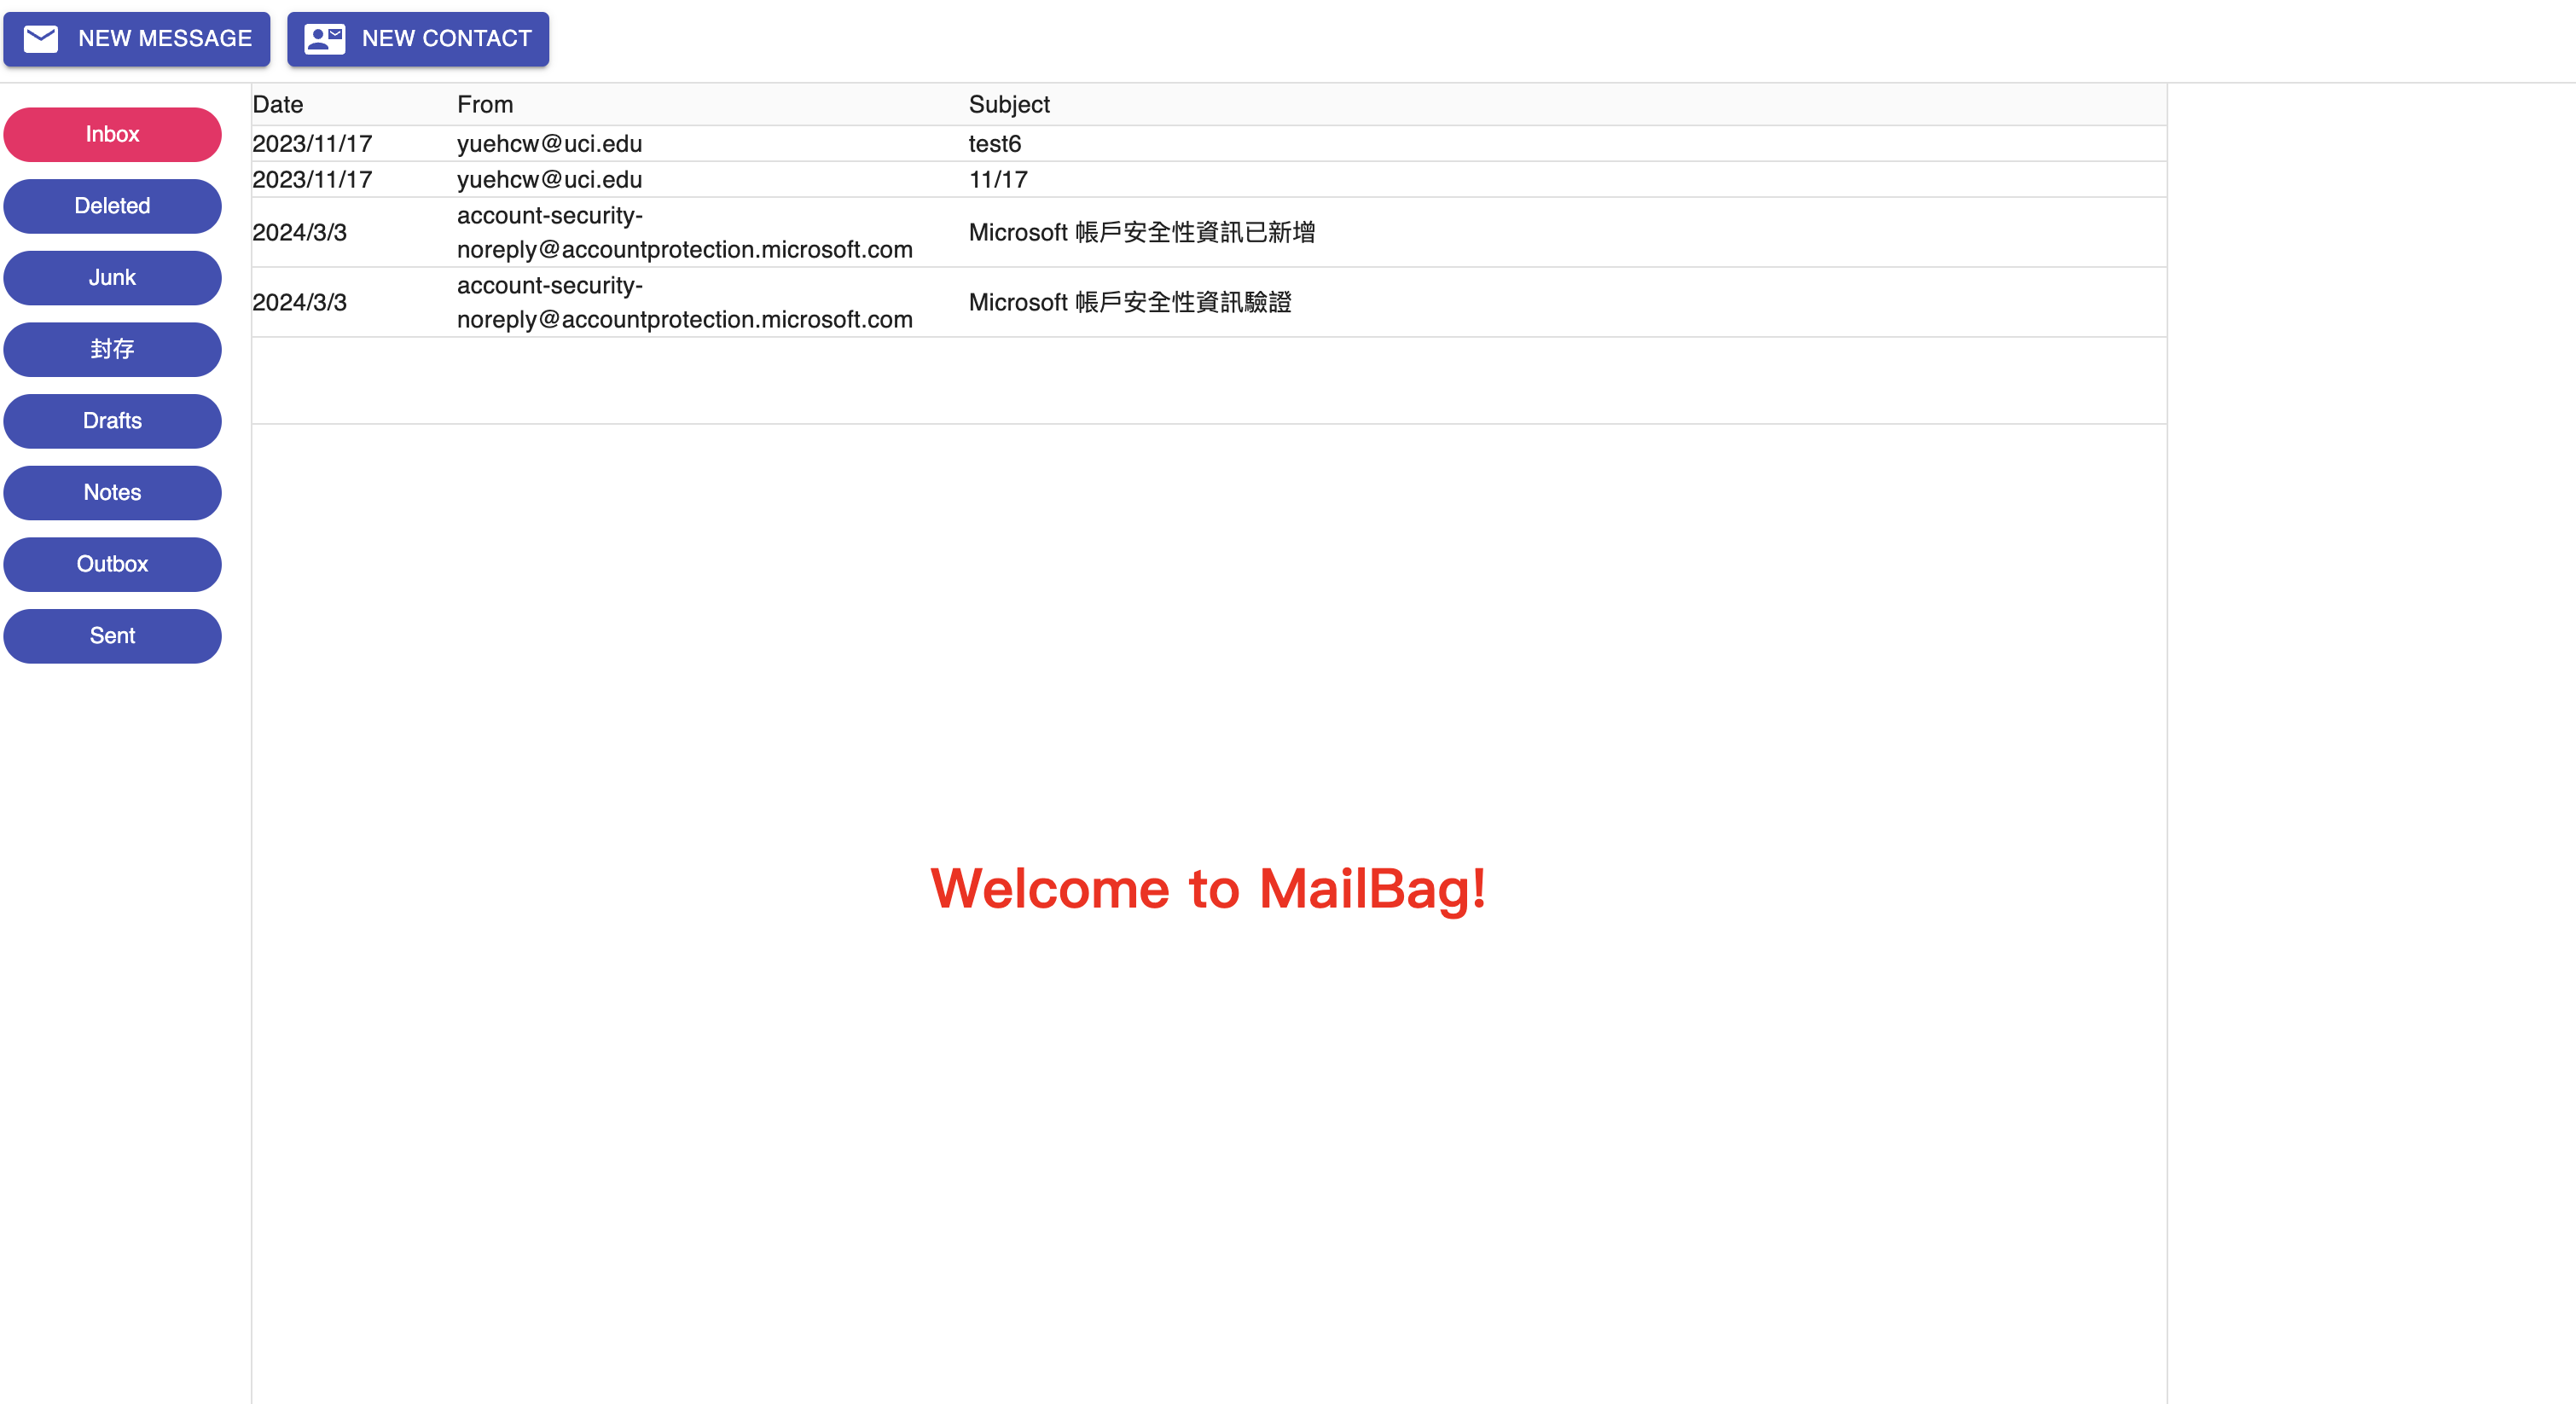 NEW MESSAGE NEW CONTACT
Inbox
Deleted
Junk
封存
Drafts
Notes
Outbox
Sent
Date From Subject
2023/11/17 yuehcw@uci.edu test6
2023/11/17 yuehcw@uci.edu 11/17
2024/3/3 account-security-
noreply@accountprotection.microsoft.com Microsoft 帳戶安全性資訊已新增
2024/3/3 account-security-
noreply@accountprotection.microsoft.com Microsoft 帳戶安全性資訊驗證
Welcome to MailBag!